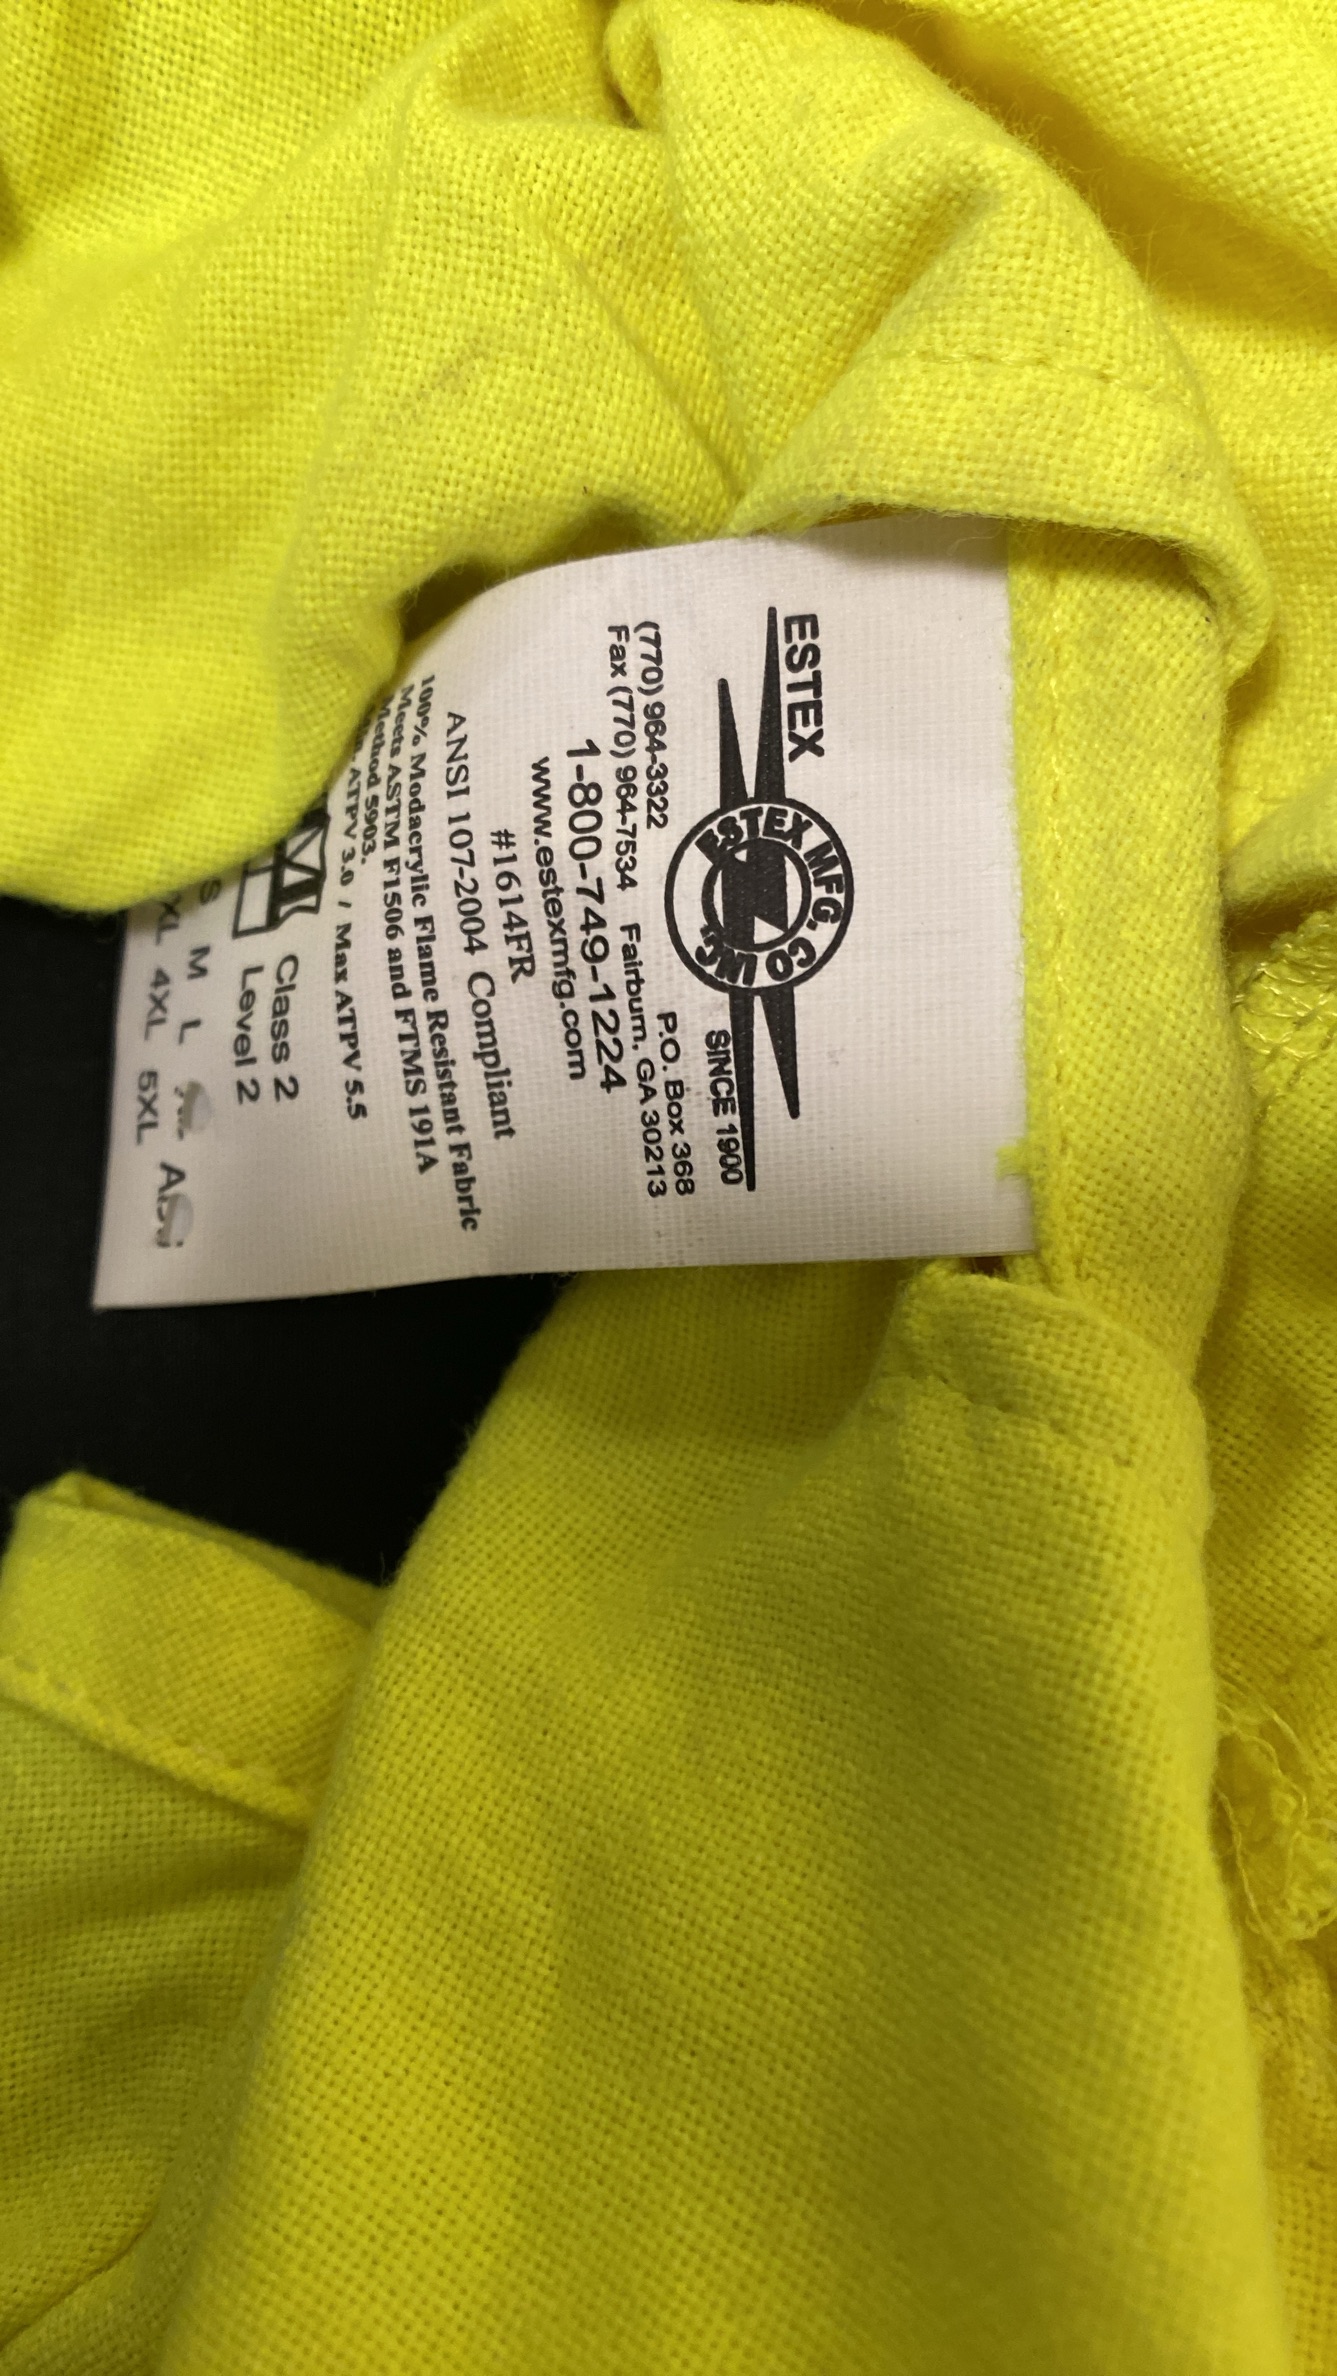 ESTEX
ESTEX MFG. CO INC.
SINCE 1900
P.O. Box 368
(770) 964-3322
Fax (770) 964-7534 Fairburn, GA 30213
1-800-749-1224
www.estexmfg.com
#1614FR
ANSI 107-2004 Compliant
100% Modacrylic Flame Resistant Fabric
Meets ASTM F1506 and FTMS 191A
Method 5903.
ATPV 3.0 / Max ATPV 5.5
Class 2
Level 2
S M L
4XL 5XL